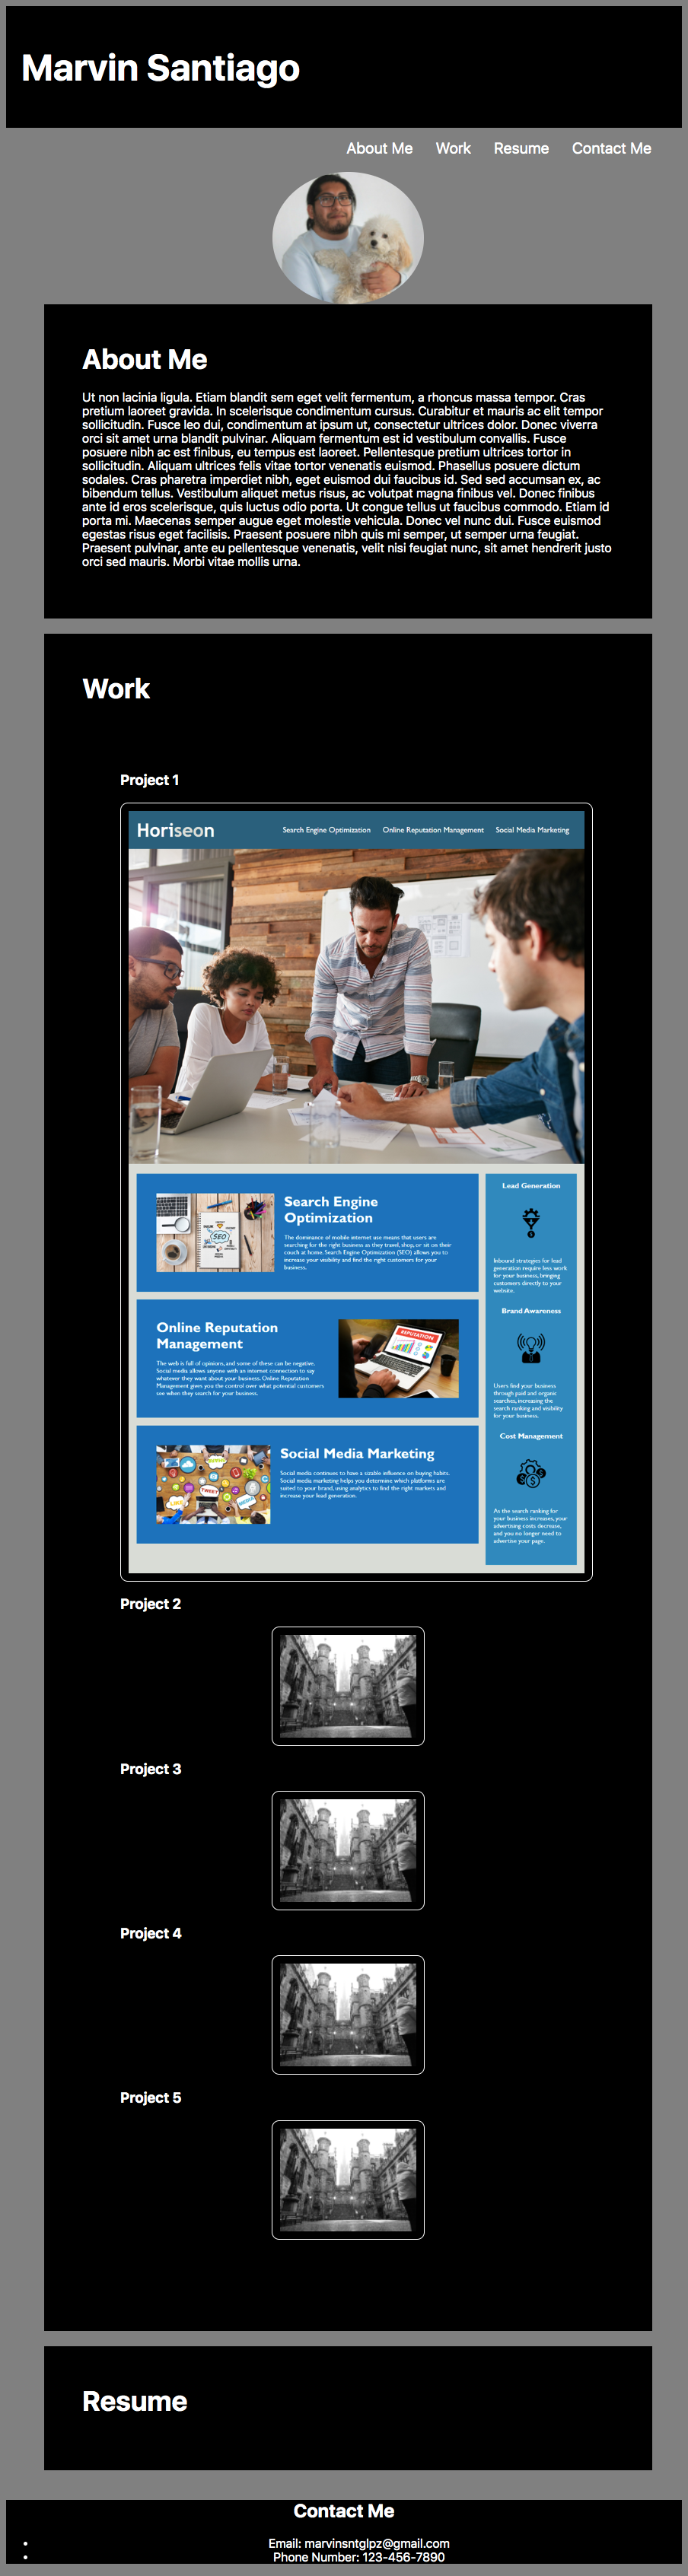 Marvin Santiago
About Me Work Resume Contact Me
About Me
Ut non lacinia ligula. Etiam blandit sem eget velit fermentum, a rhoncus massa tempor. Cras
pretium laoreet gravida. In scelerisque condimentum cursus. Curabitur et mauris ac elit tempor
sollicitudin. Fusce leo dui, condimentum at ipsum ut, consectetur ultrices dolor. Donec viverra
orci sit amet urna blandit pulvinar. Aliquam fermentum est id vestibulum convallis. Fusce
posuere nibh ac est finibus, eu tempus est laoreet. Pellentesque pretium ultrices tortor in
sollicitudin. Aliquam ultrices felis vitae tortor venenatis euismod. Phasellus posuere dictum
sodales. Cras pharetra imperdiet nibh, eget euismod dui faucibus id. Sed sed accumsan ex, ac
bibendum tellus. Vestibulum aliquet metus risus, ac volutpat magna finibus vel. Donec finibus
ante id eros scelerisque, quis luctus odio porta. Ut congue tellus ut faucibus commodo. Etiam id
porta mi. Maecenas semper augue eget molestie vehicula. Donec vel nunc dui. Fusce euismod
egestas risus eget facilisis. Praesent posuere nibh quis mi semper, ut semper urna feugiat.
Praesent pulvinar, ante eu pellentesque venenatis, velit nisi feugiat nunc, sit amet hendrerit justo
orci sed mauris. Morbi vitae mollis urna.
Work
Project 1
Horiseon
Search Engine Optimization Online Reputation Management Social Media Marketing
Search Engine
Optimization
The dominance of mobile internet use means that users are
searching for the right business as they travel, shop, or sit on their
couch at home. Search Engine Optimization (SEO) allows you to
increase your visibility and find the right customers for your
business.
SEO
Online Reputation
Management
The web is full of opinions, and some of these can be negative.
Social media allows anyone with an internet connection to say
whatever they want about your business. Online Reputation
Management gives you the control over what potential customers
see when they search for your business.
REPUTATION
Social Media Marketing
Social media continues to have a sizable influence on buying habits.
Social media marketing helps you determine which platforms are
suited to your brand, using analytics to find the right markets and
increase your lead generation.
LIKE
TWEET
MEDIA
Lead Generation
Inbound strategies for lead
generation require less work
for your business, bringing
customers directly to your
website.
Brand Awareness
Users find your business
through paid and organic
searches, increasing the
search ranking and visibility
for your business.
Cost Management
As the search ranking for
your business increases, your
advertising costs decrease,
and you no longer need to
advertise your page.
Project 2
Project 3
Project 4
Project 5
Resume
Contact Me
Email: marvinsntglpz@gmail.com
Phone Number: 123-456-7890